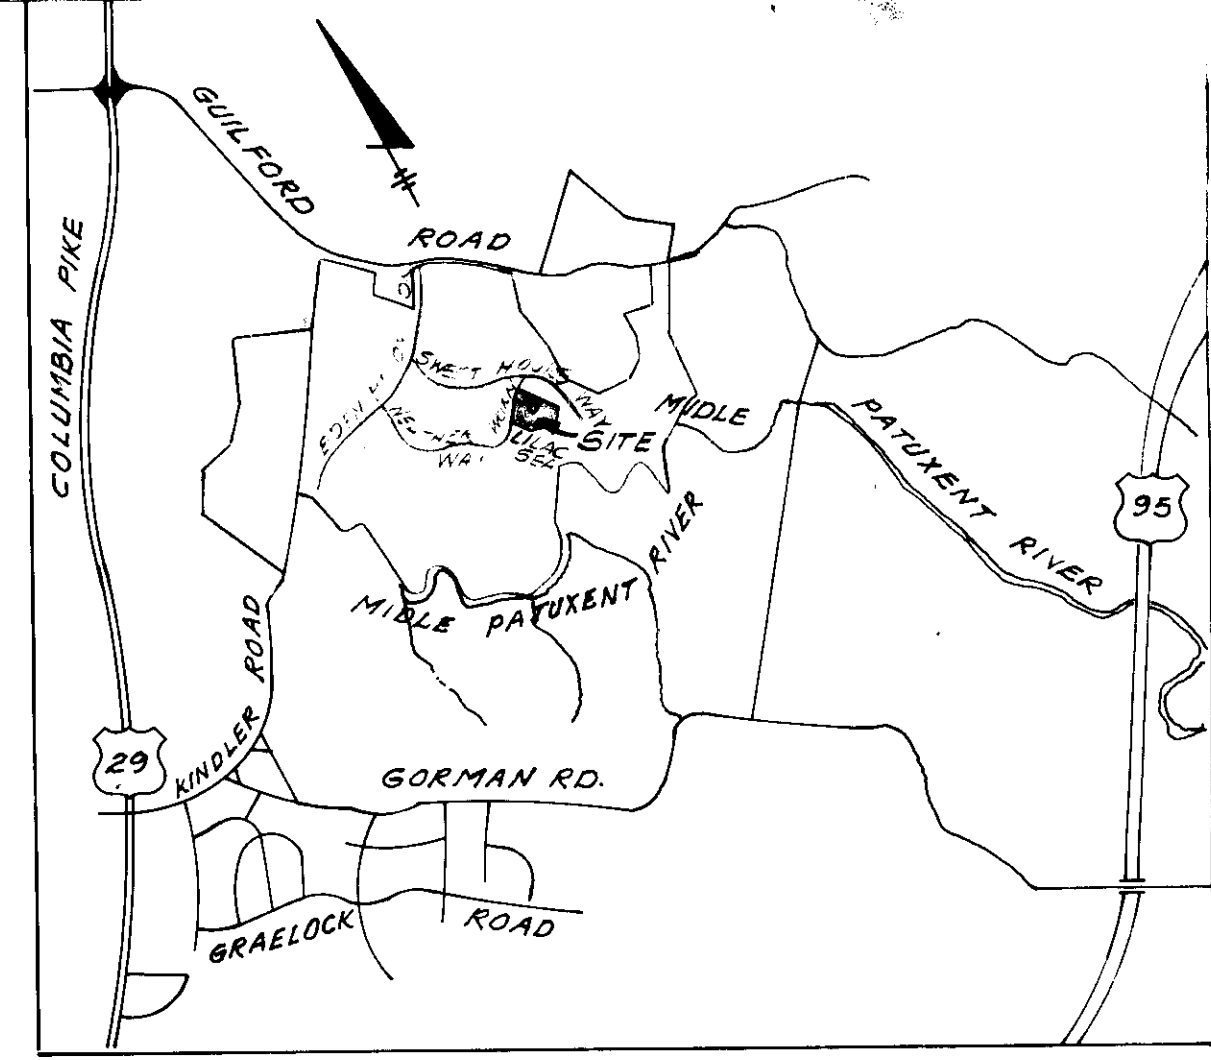 GUILFORD
ROAD
COLUMBIA PIKE
WAY
MIDLE
PATUXENT RIVER
SITE
LILAC
95
RIVER
MIDLE PATUXENT
KINDLER ROAD
29
GORMAN RD.
GRAELOCK ROAD